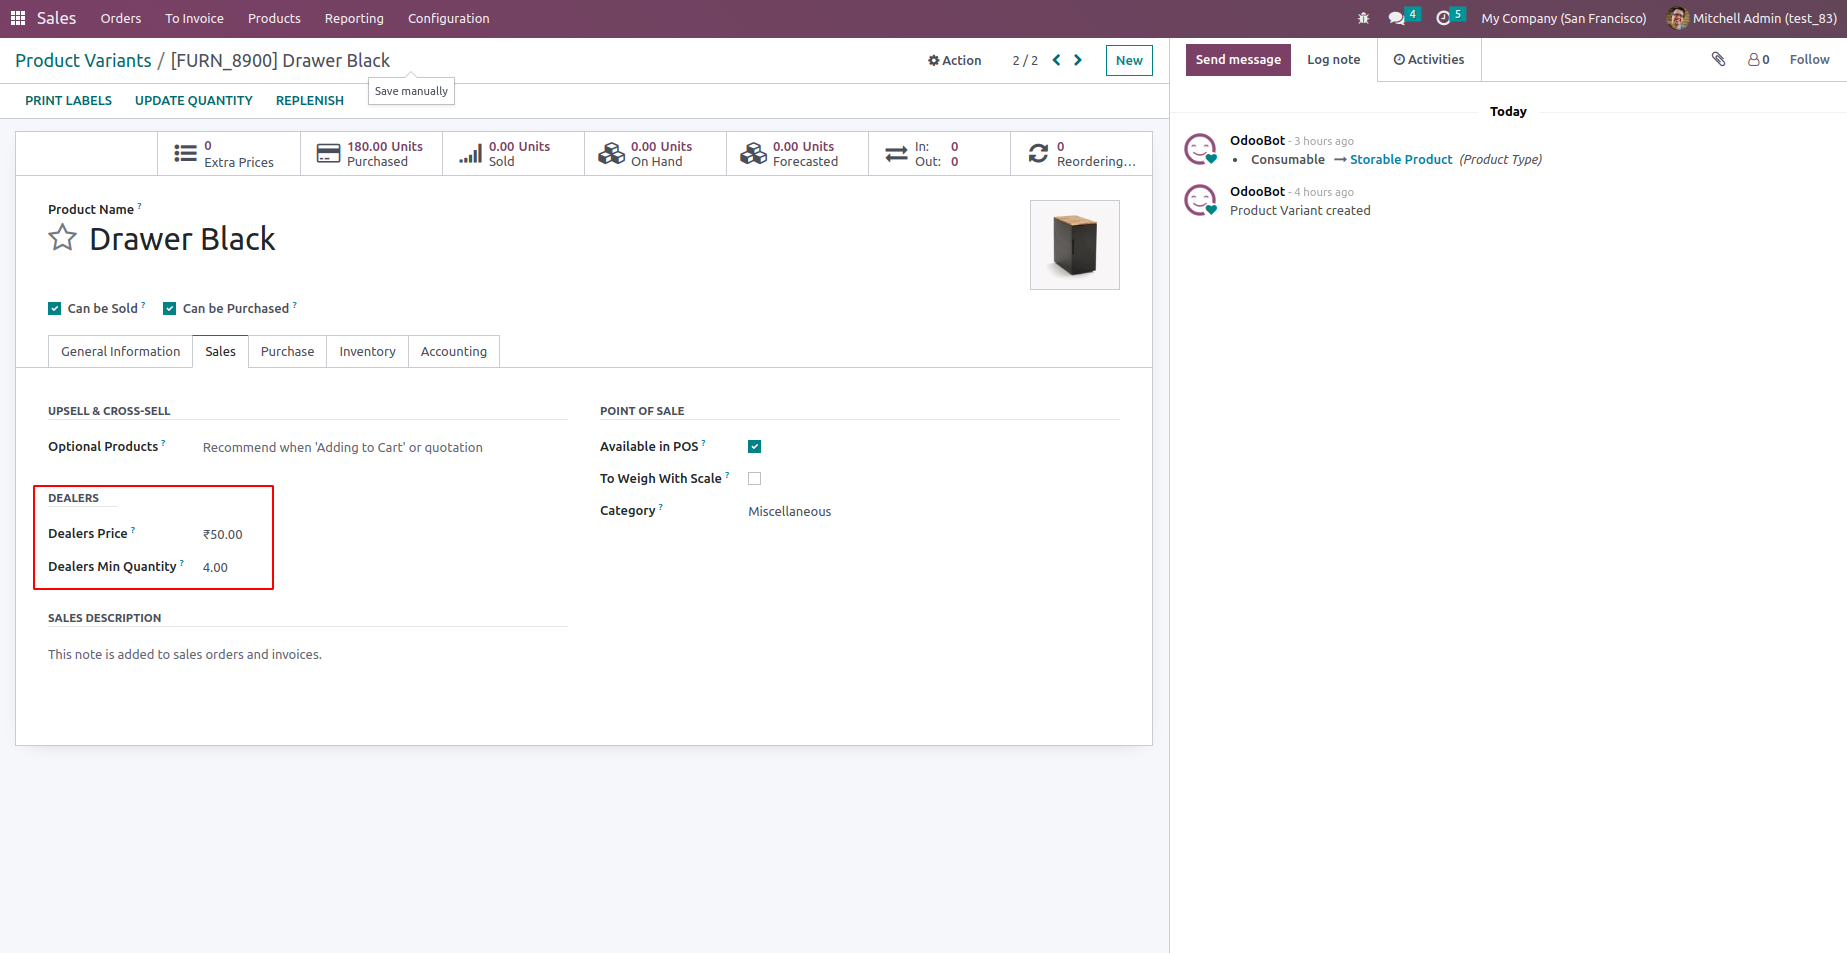 Sales Orders To Invoice Products Reporting Configuration 4 5 My Company (San Francisco) Mitchell Admin (test_83)
Product Variants / [FURN_8900] Drawer Black
Action 2 / 2 New
Save manually
PRINT LABELS UPDATE QUANTITY REPLENISH
0 Extra Prices
180.00 Units Purchased
0.00 Units Sold
0.00 Units On Hand
0.00 Units Forecasted
In: 0
Out: 0
0 Reordering...
Product Name ?
Drawer Black
Can be Sold ? Can be Purchased ?
General Information Sales Purchase Inventory Accounting
UPSELL & CROSS-SELL
Optional Products ? Recommend when 'Adding to Cart' or quotation
DEALERS
Dealers Price ? ₹50.00
Dealers Min Quantity ? 4.00
SALES DESCRIPTION
This note is added to sales orders and invoices.
POINT OF SALE
Available in POS ?
To Weigh With Scale ?
Category ? Miscellaneous
Send message Log note Activities 0 Follow
Today
OdooBot - 3 hours ago
• Consumable → Storable Product (Product Type)
OdooBot - 4 hours ago
Product Variant created